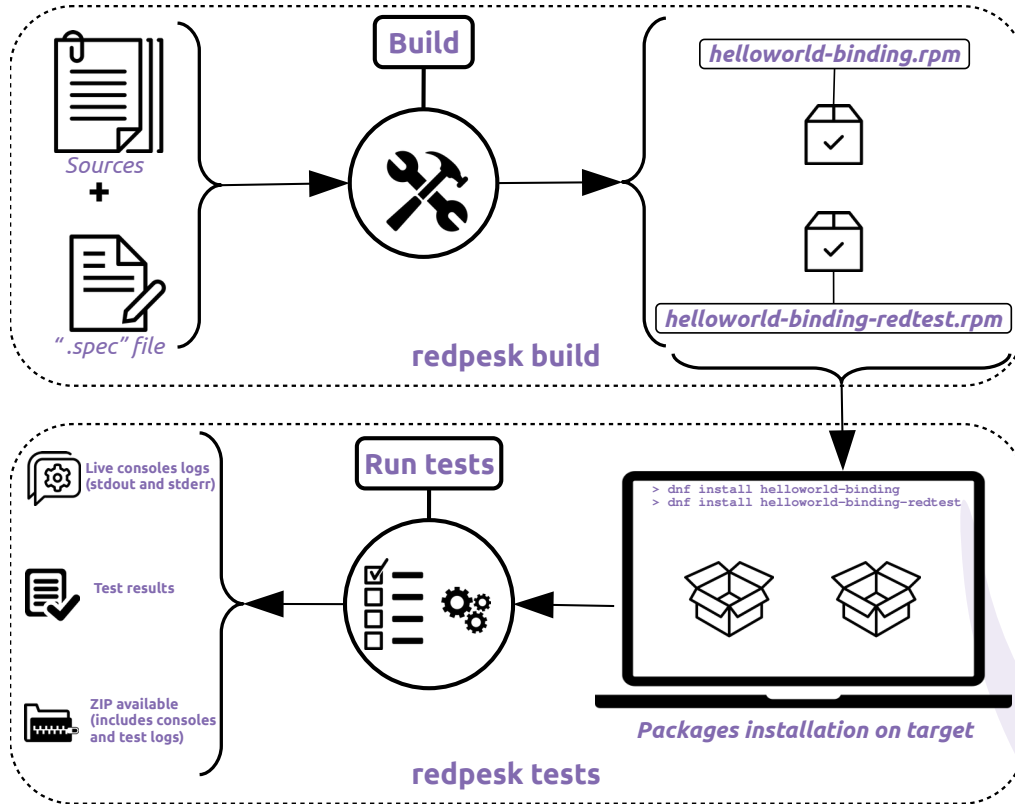 Build
helloworld-binding.rpm
Sources
+
“ .spec” file
helloworld-binding-redtest.rpm
redpesk build
Run tests
Live consoles logs
(stdout and stderr)
> dnf install helloworld-binding
> dnf install helloworld-binding-redtest
Test results
ZIP available
(includes consoles
and test logs)
Packages installation on target
redpesk tests